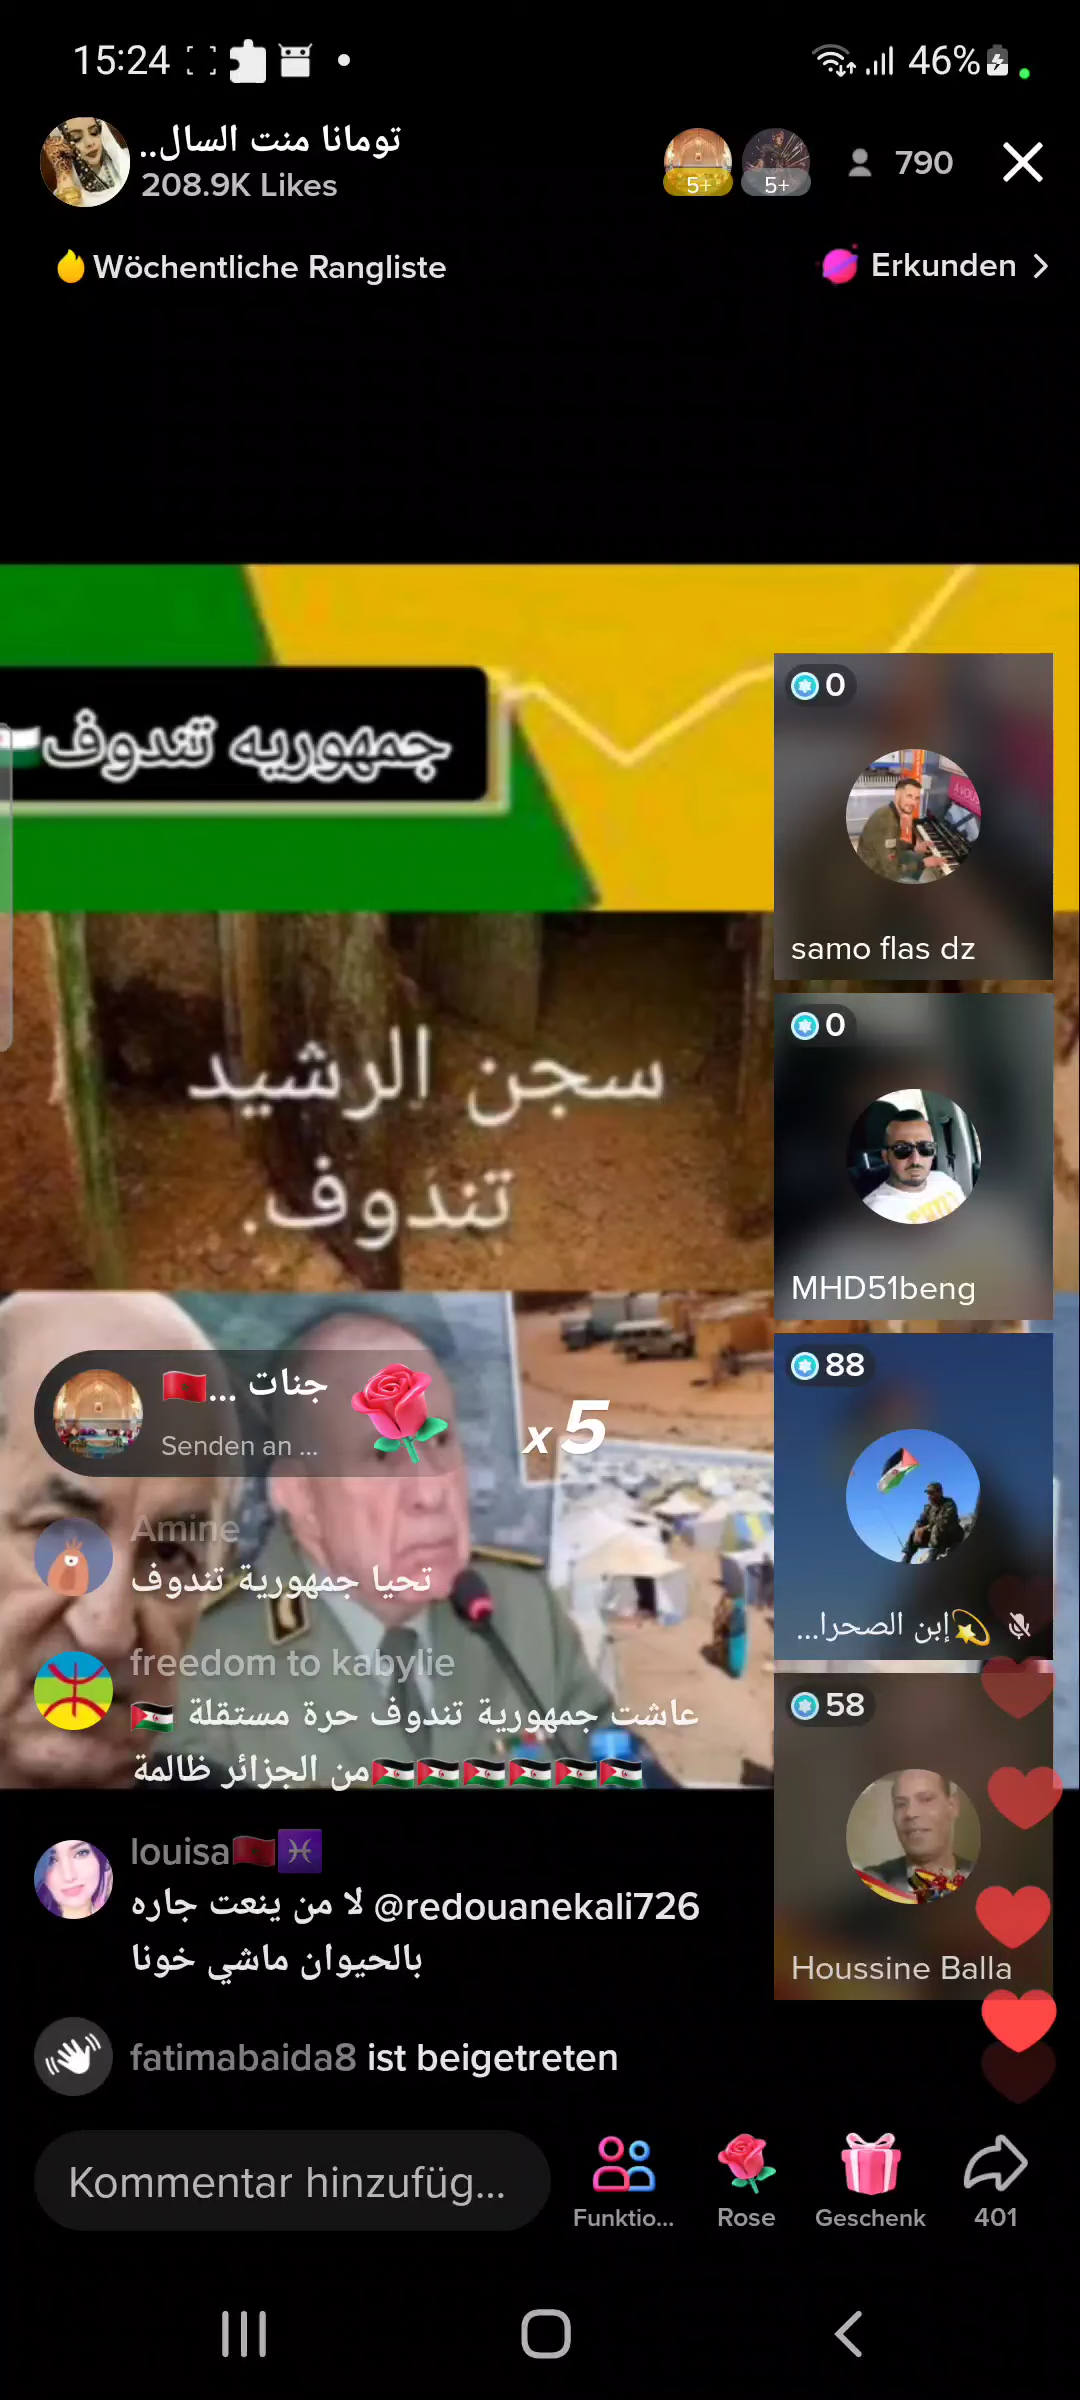 15:24
46%
تومانا منت السال..
208.9K Likes
5+
5+
790
Wöchentliche Rangliste
Erkunden
جمهوريه تندوف
0
samo flas dz
سجن الرشيد
تندوف.
0
MHD51beng
جنات ...🇲🇦
Senden an ...
x5
88
إبن الصحرا...
Amine
تحيا جمهورية تندوف
freedom to kabylie
عاشت جمهورية تندوف حرة مستقلة 🇪🇭
🇪🇭🇪🇭🇪🇭🇪🇭🇪🇭🇪🇭من الجزائر ظالمة
58
Houssine Balla
louisa🇲🇦♓
@redouanekali726 لا من ينعت جاره
بالحيوان ماشي خونا
fatimabaida8 ist beigetreten
Kommentar hinzufüg...
Funktio...
Rose
Geschenk
401